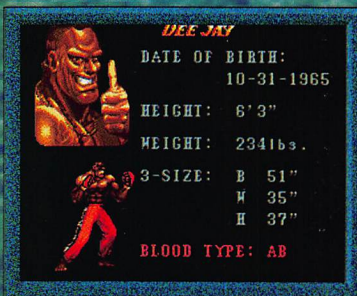 DEE JAY
DATE OF BIRTH:
10-31-1965
HEIGHT: 6'3"
WEIGHT: 234lbs.
3-SIZE: B 51"
W 35"
H 37"
BLOOD TYPE: AB